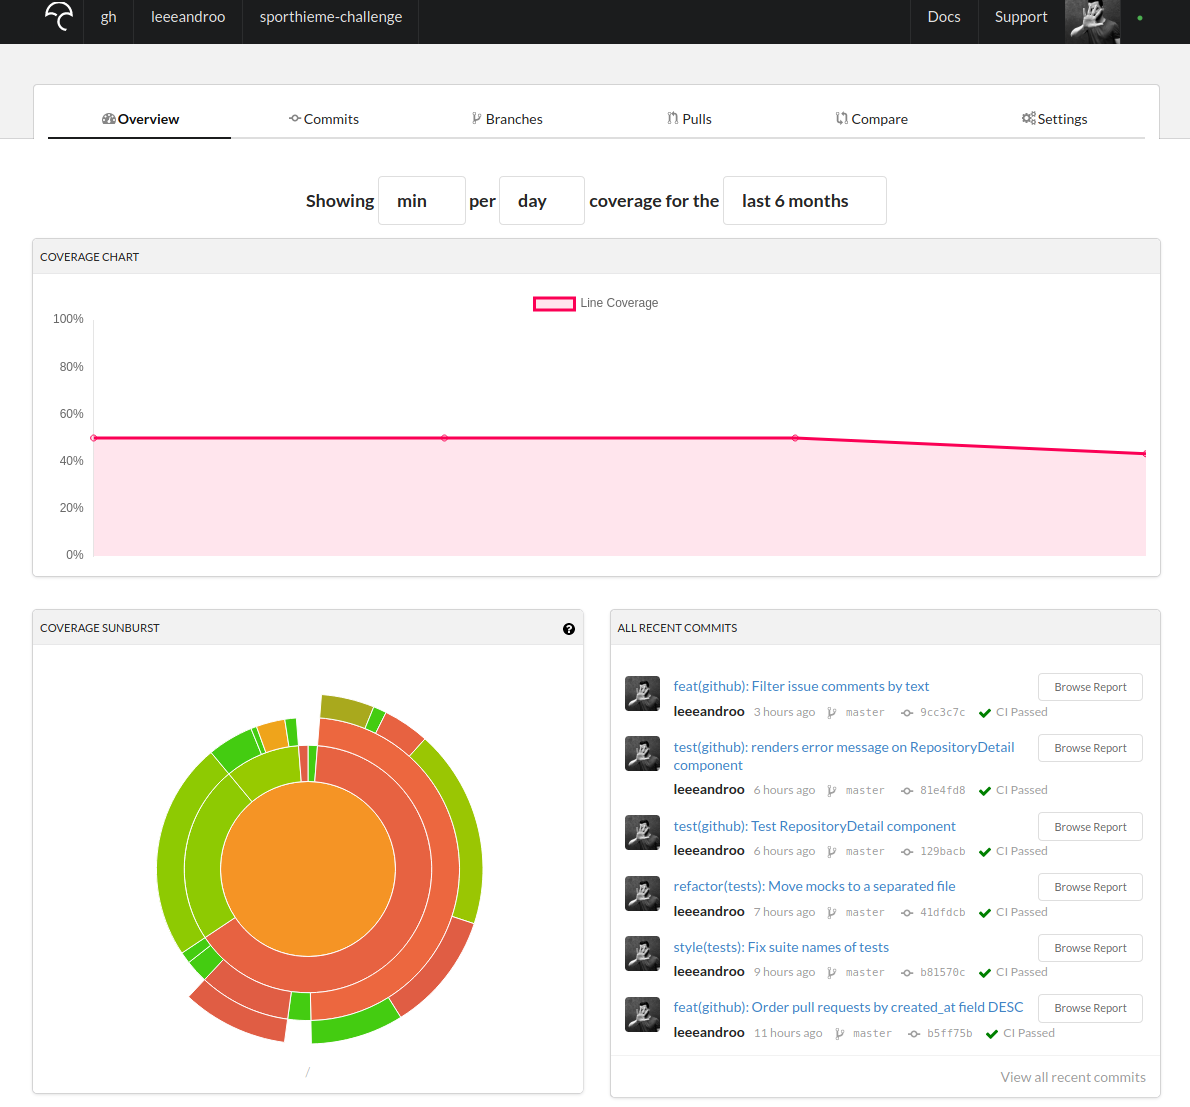 gh leeeandroo sporthieme-challenge Docs Support
Overview Commits Branches Pulls Compare Settings
Showing min per day coverage for the last 6 months
COVERAGE CHART
Line Coverage
100%
80%
60%
40%
20%
0%
COVERAGE SUNBURST
/
ALL RECENT COMMITS
feat(github): Filter issue comments by text Browse Report
leeeandroo 3 hours ago master 9cc3c7c CI Passed
test(github): renders error message on RepositoryDetail Browse Report
component
leeeandroo 6 hours ago master 81e4fd8 CI Passed
test(github): Test RepositoryDetail component Browse Report
leeeandroo 6 hours ago master 129bacb CI Passed
refactor(tests): Move mocks to a separated file Browse Report
leeeandroo 7 hours ago master 41dfdcb CI Passed
style(tests): Fix suite names of tests Browse Report
leeeandroo 9 hours ago master b81570c CI Passed
feat(github): Order pull requests by created_at field DESC Browse Report
leeeandroo 11 hours ago master b5ff75b CI Passed
View all recent commits